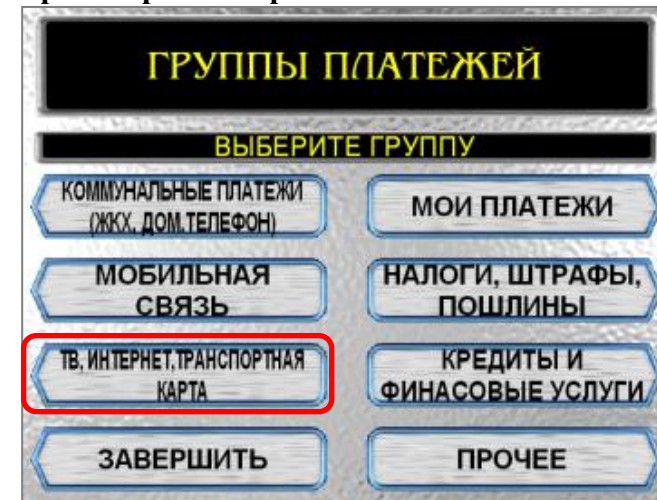 ГРУППЫ ПЛАТЕЖЕЙ
ВЫБЕРИТЕ ГРУППУ
КОММУНАЛЬНЫЕ ПЛАТЕЖИ
(ЖКХ, ДОМ.ТЕЛЕФОН)
МОИ ПЛАТЕЖИ
МОБИЛЬНАЯ
СВЯЗЬ
НАЛОГИ, ШТРАФЫ,
ПОШЛИНЫ
ТВ, ИНТЕРНЕТ,ТРАНСПОРТНАЯ
КАРТА
КРЕДИТЫ И
ФИНАСОВЫЕ УСЛУГИ
ЗАВЕРШИТЬ
ПРОЧЕЕ